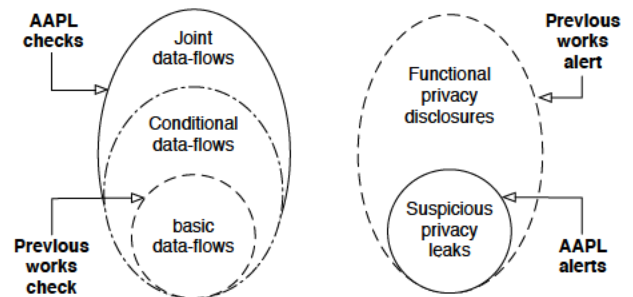 AAPL
checks
Joint
data-flows
Conditional
data-flows
basic
data-flows
Previous
works
check
Previous
works
alert
Functional
privacy
disclosures
Suspicious
privacy
leaks
AAPL
alerts